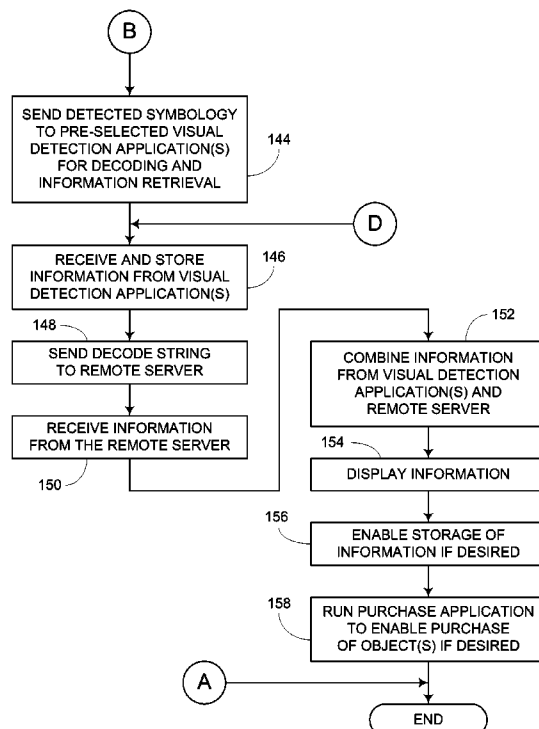 B
SEND DETECTED SYMBOLOGY
TO PRE-SELECTED VISUAL
DETECTION APPLICATION(S)
FOR DECODING AND
INFORMATION RETRIEVAL
144
D
RECEIVE AND STORE
INFORMATION FROM VISUAL
DETECTION APPLICATION(S)
146
148
SEND DECODE STRING
TO REMOTE SERVER
RECEIVE INFORMATION
FROM THE REMOTE SERVER
150
152
COMBINE INFORMATION
FROM VISUAL DETECTION
APPLICATION(S) AND
REMOTE SERVER
154
DISPLAY INFORMATION
156
ENABLE STORAGE OF
INFORMATION IF DESIRED
158
RUN PURCHASE APPLICATION
TO ENABLE PURCHASE
OF OBJECT(S) IF DESIRED
A
END